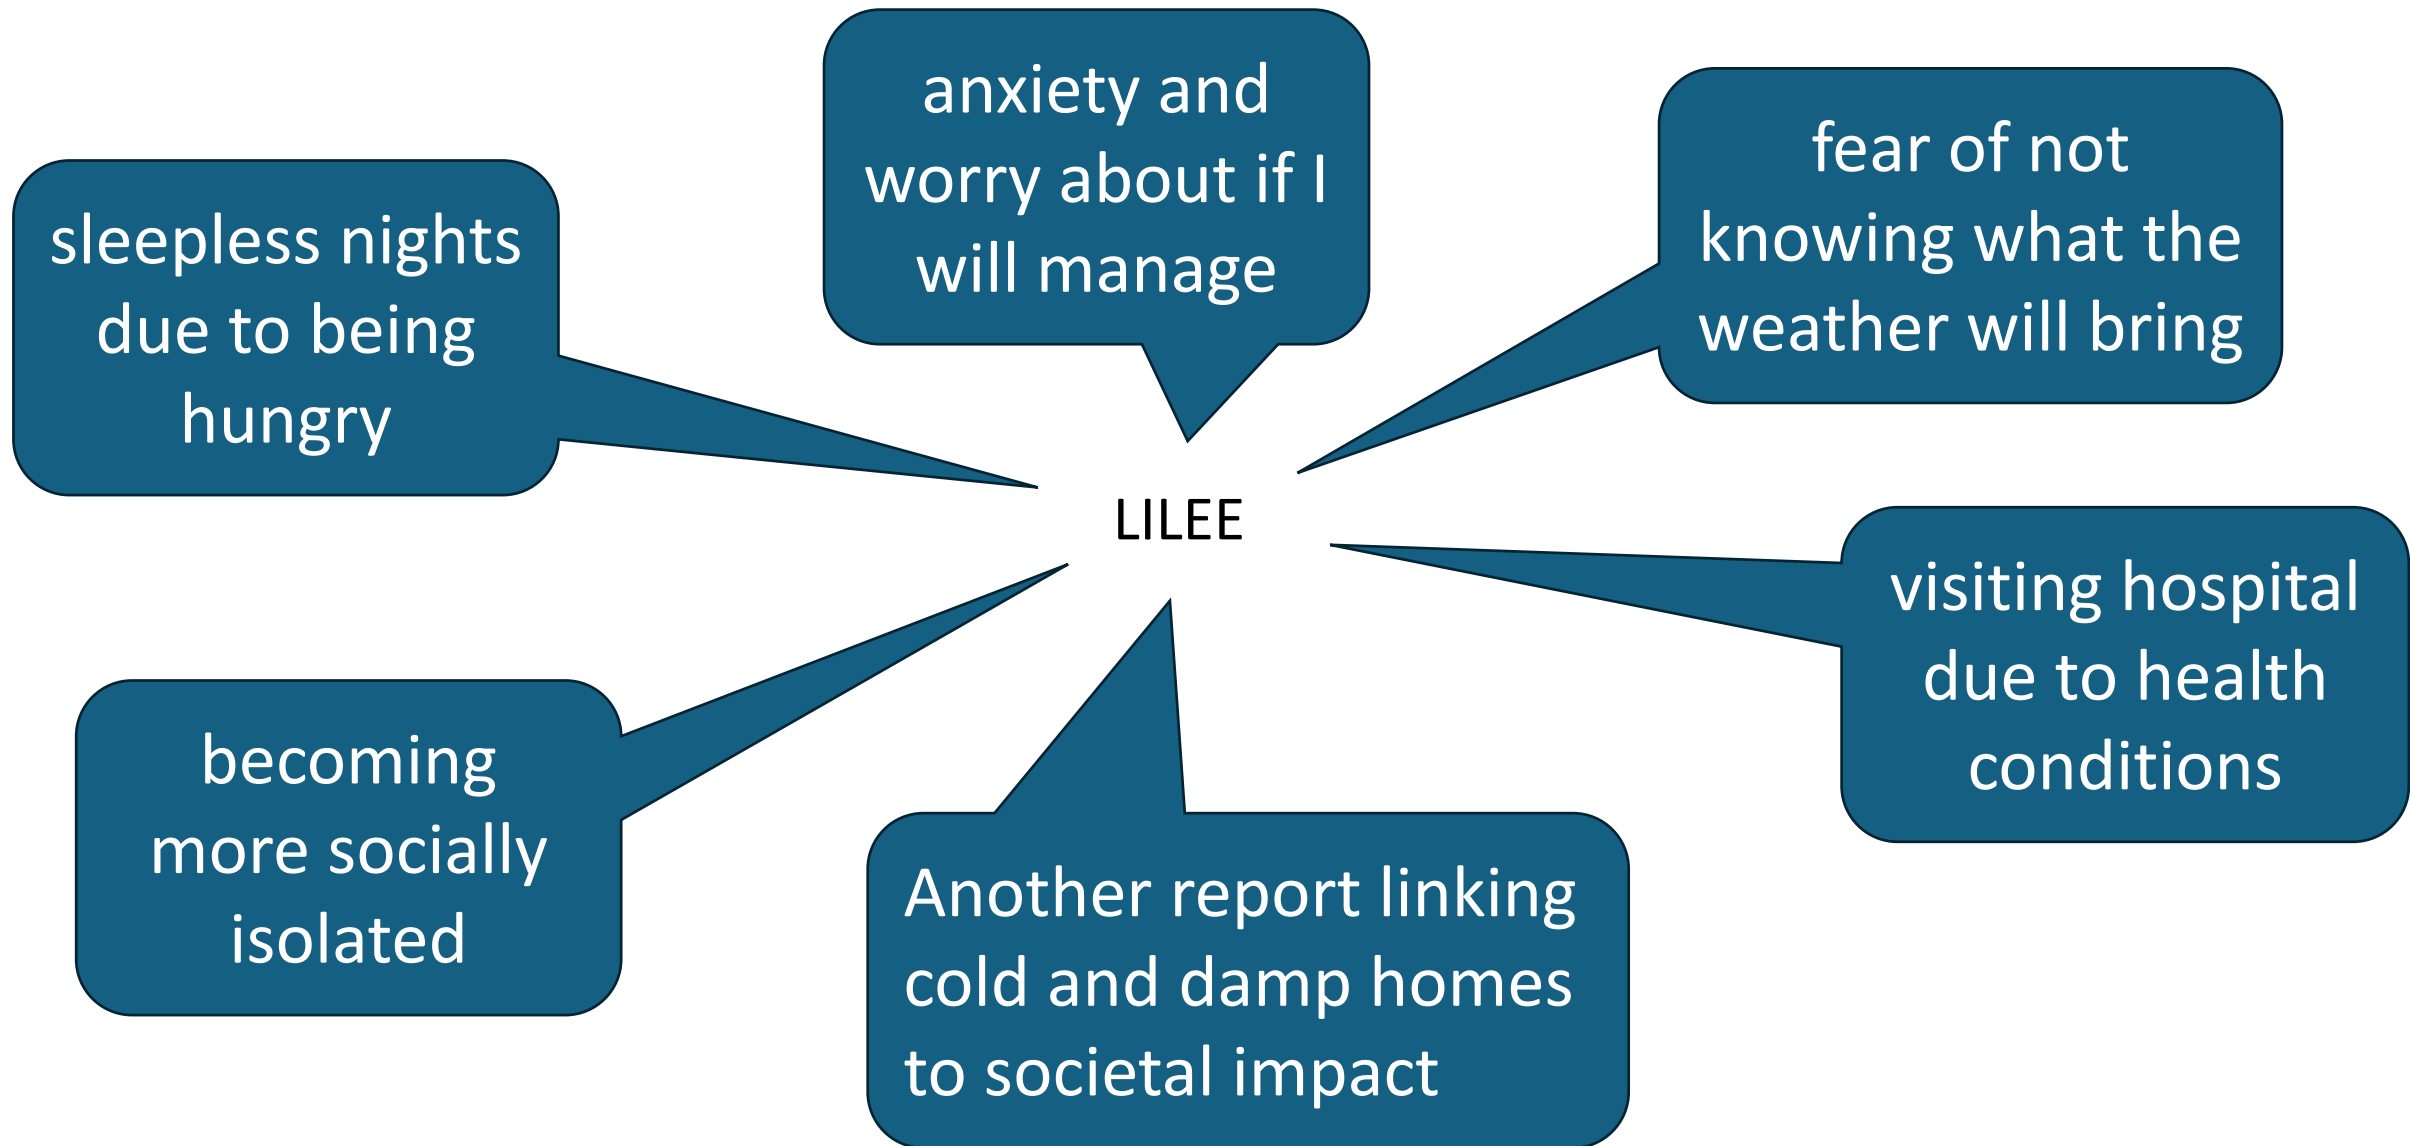 anxiety and
worry about if I
will manage
fear of not
knowing what the
weather will bring
sleepless nights
due to being
hungry
LILEE
visiting hospital
due to health
conditions
becoming
more socially
isolated
Another report linking
cold and damp homes
to societal impact